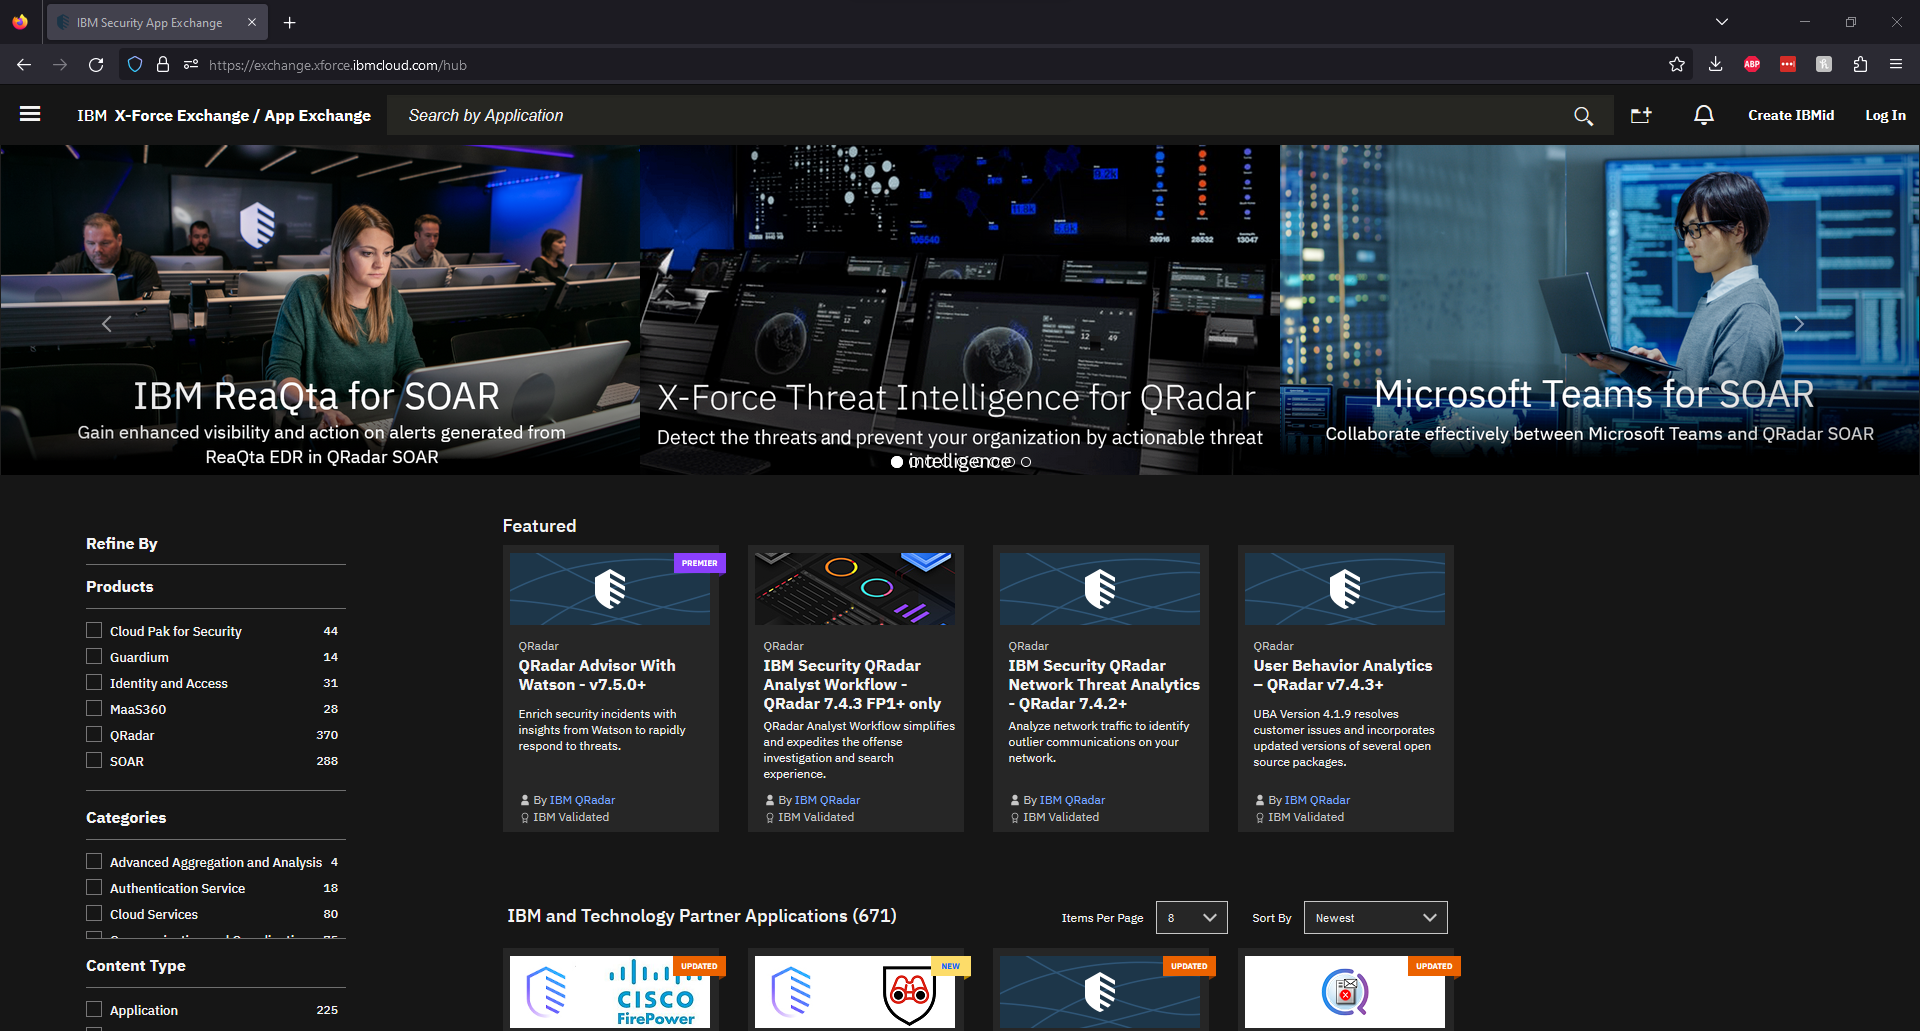 IBM Security App Exchange
https://exchange.xforce.ibmcloud.com/hub
ABP
IBM X-Force Exchange / App Exchange
Search by Application
Create IBMid
Log In
IBM ReaQta for SOAR
Gain enhanced visibility and action on alerts generated from
ReaQta EDR in QRadar SOAR
105540
11.8k
26916
28532
13047
12
49
X-Force Threat Intelligence for QRadar
Detect the threats and prevent your organization by actionable threat
intelligence
Microsoft Teams for SOAR
Collaborate effectively between Microsoft Teams and QRadar SOAR
Refine By
Products
Cloud Pak for Security 44
Guardium 14
Identity and Access 31
MaaS360 28
QRadar 370
SOAR 288
Categories
Advanced Aggregation and Analysis 4
Authentication Service 18
Cloud Services 80
Content Type
Application 225
Featured
PREMIER
QRadar
QRadar Advisor With
Watson - v7.5.0+
Enrich security incidents with
insights from Watson to rapidly
respond to threats.
By IBM QRadar
IBM Validated
QRadar
IBM Security QRadar
Analyst Workflow -
QRadar 7.4.3 FP1+ only
QRadar Analyst Workflow simplifies
and expedites the offense
investigation and search
experience.
By IBM QRadar
IBM Validated
QRadar
IBM Security QRadar
Network Threat Analytics
- QRadar 7.4.2+
Analyze network traffic to identify
outlier communications on your
network.
By IBM QRadar
IBM Validated
QRadar
User Behavior Analytics
– QRadar v7.4.3+
UBA Version 4.1.9 resolves
customer issues and incorporates
updated versions of several open
source packages.
By IBM QRadar
IBM Validated
IBM and Technology Partner Applications (671)
Items Per Page 8
Sort By Newest
UPDATED
CISCO
FirePower
NEW
UPDATED
UPDATED